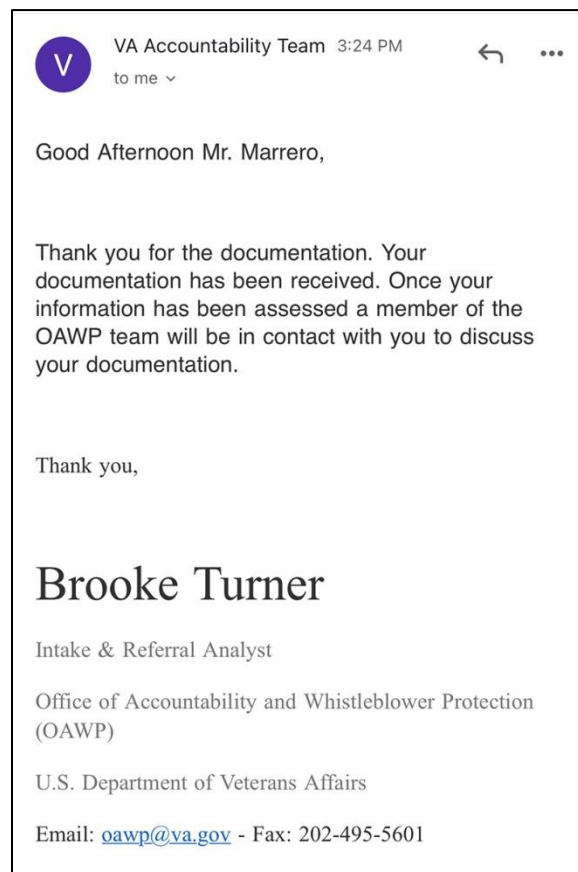 V
VA Accountability Team 3:24 PM
to me
Good Afternoon Mr. Marrero,
Thank you for the documentation. Your
documentation has been received. Once your
information has been assessed a member of the
OAWP team will be in contact with you to discuss
your documentation.
Thank you,
Brooke Turner
Intake & Referral Analyst
Office of Accountability and Whistleblower Protection
(OAWP)
U.S. Department of Veterans Affairs
Email: oawp@va.gov - Fax: 202-495-5601